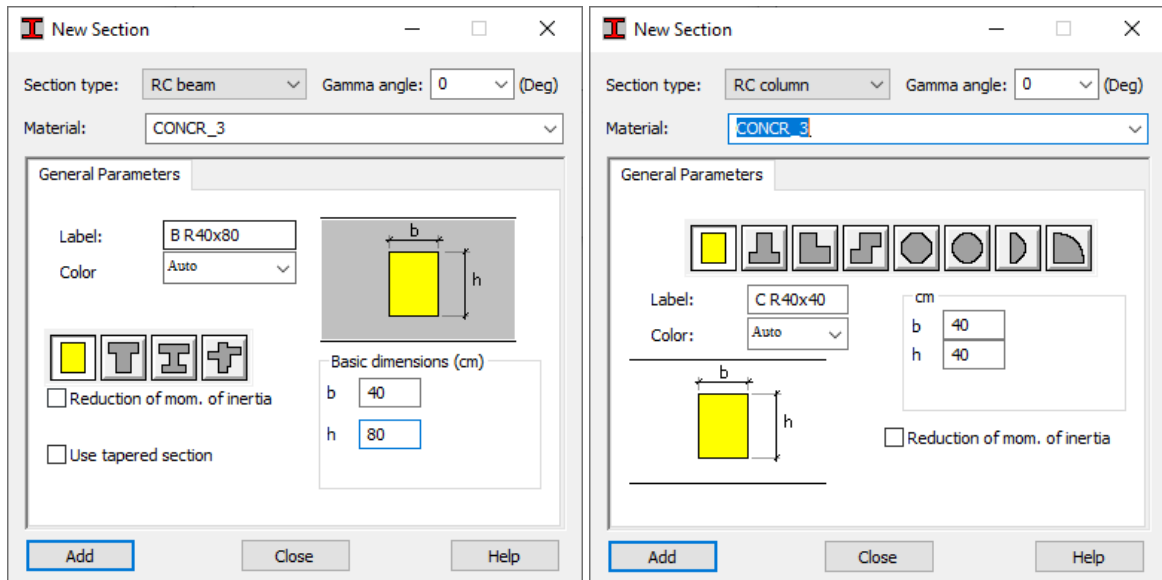 New Section
Section type: RC beam Gamma angle: 0 (Deg)
Material: CONCR_3
General Parameters
Label: B R40x80
Color Auto
b
h
Reduction of mom. of inertia
Use tapered section
Basic dimensions (cm)
b 40
h 80
Add Close Help
New Section
Section type: RC column Gamma angle: 0 (Deg)
Material: CONCR_3
General Parameters
Label: C R40x40
Color: Auto
cm
b 40
h 40
b
h
Reduction of mom. of inertia
Add Close Help